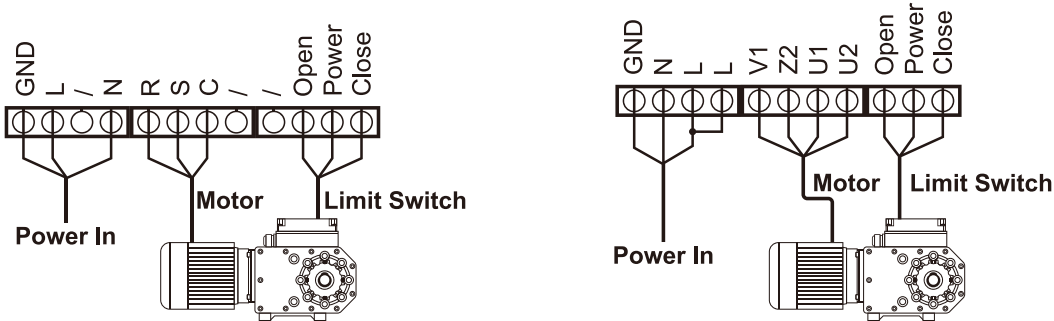 GND L / N R S C / / Open Power Close
Motor
Limit Switch
Power In
GND N L L V1 Z2 U1 U2 Open Power Close
Motor
Limit Switch
Power In